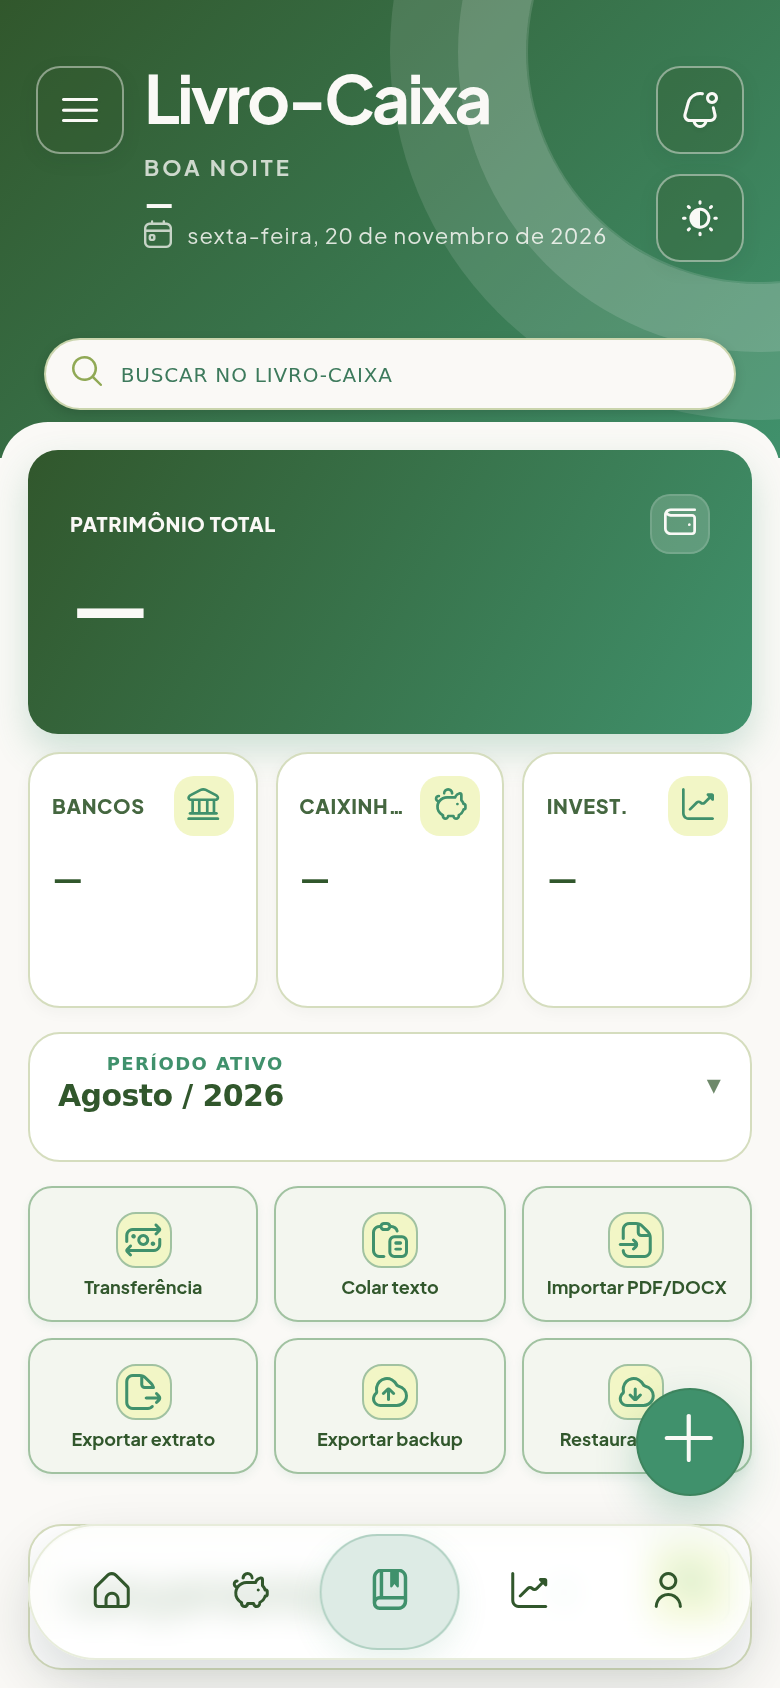 Livro-Caixa
BOA NOITE
—
sexta-feira, 20 de novembro de 2026
BUSCAR NO LIVRO-CAIXA
PATRIMÔNIO TOTAL
—
BANCOS
—
CAIXINH…
—
INVEST.
—
PERÍODO ATIVO
Agosto / 2026
Transferência
Colar texto
Importar PDF/DOCX
Exportar extrato
Exportar backup